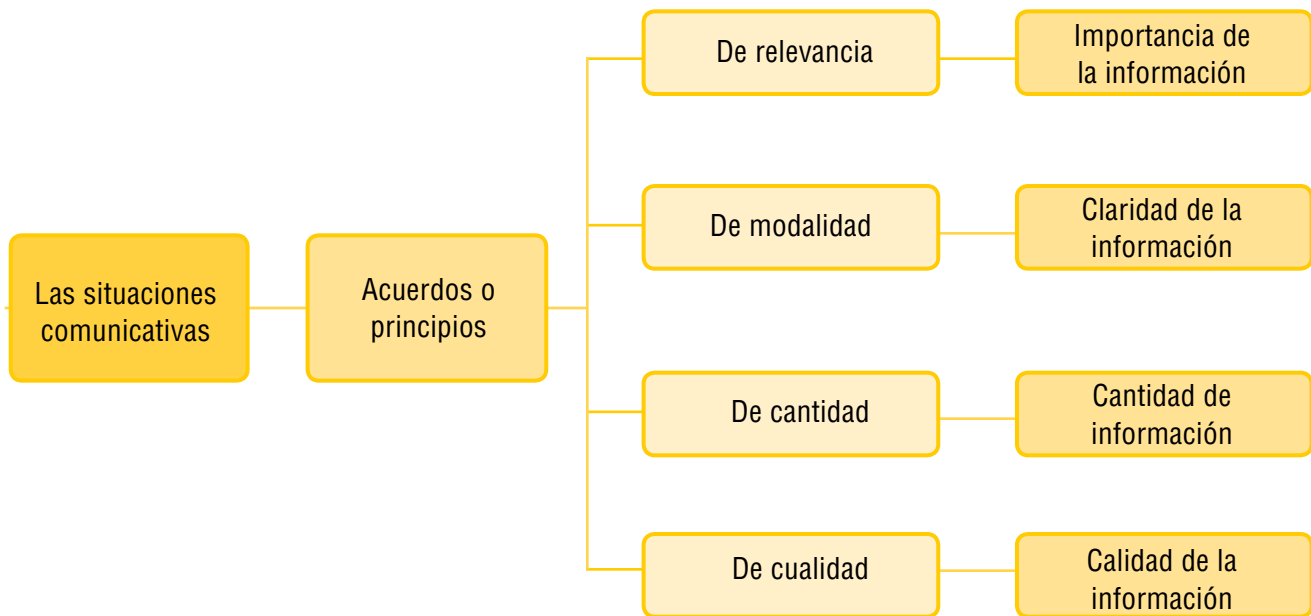 Las situaciones
comunicativas
Acuerdos o
principios
De relevancia
Importancia de
la información
De modalidad
Claridad de la
información
De cantidad
Cantidad de
información
De cualidad
Calidad de la
información